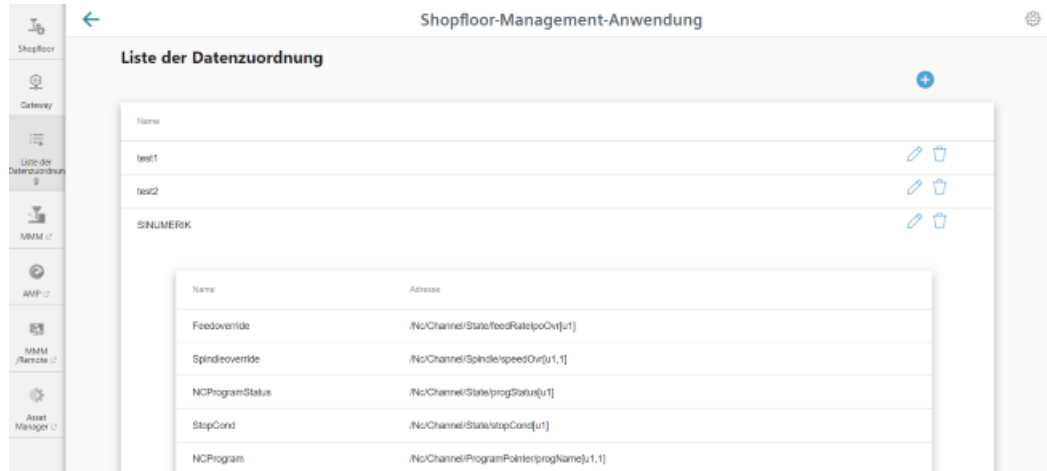 Shopfloor-Management-Anwendung
Shopfloor
Gateway
Liste der
Datenzuordnun
g
MMM
AMP
MMM
/Remote
Asset
Manager
Liste der Datenzuordnung
Name
test1
test2
SINUMERIK
Name Adresse
Feedoverride /Nc/Channel/State/feedRateIpoOvr[u1]
Spindleoverride /Nc/Channel/Spindle/speedOvr[u1,1]
NCProgramStatus /Nc/Channel/State/progStatus[u1]
StopCond /Nc/Channel/State/stopCond[u1]
NCProgram /Nc/Channel/ProgramPointer/progName[u1,1]